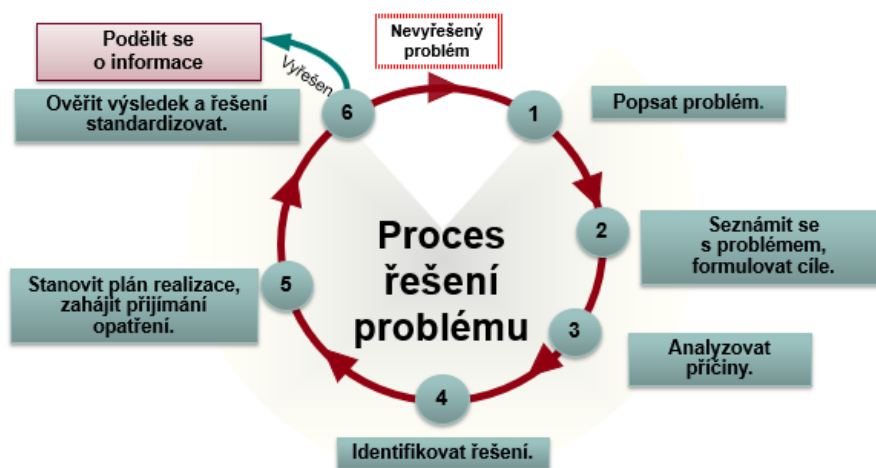 Podělit se
o informace
Vyřešen
Nevyřešený
problém
Ověřit výsledek a řešení
standardizovat.
6
1
Popsat problém.
2
Seznámit se
s problémem,
formulovat cíle.
Proces
řešení
problému
Stanovit plán realizace,
zahájit přijímání
opatření.
5
3
Analyzovat
příčiny.
4
Identifikovat řešení.